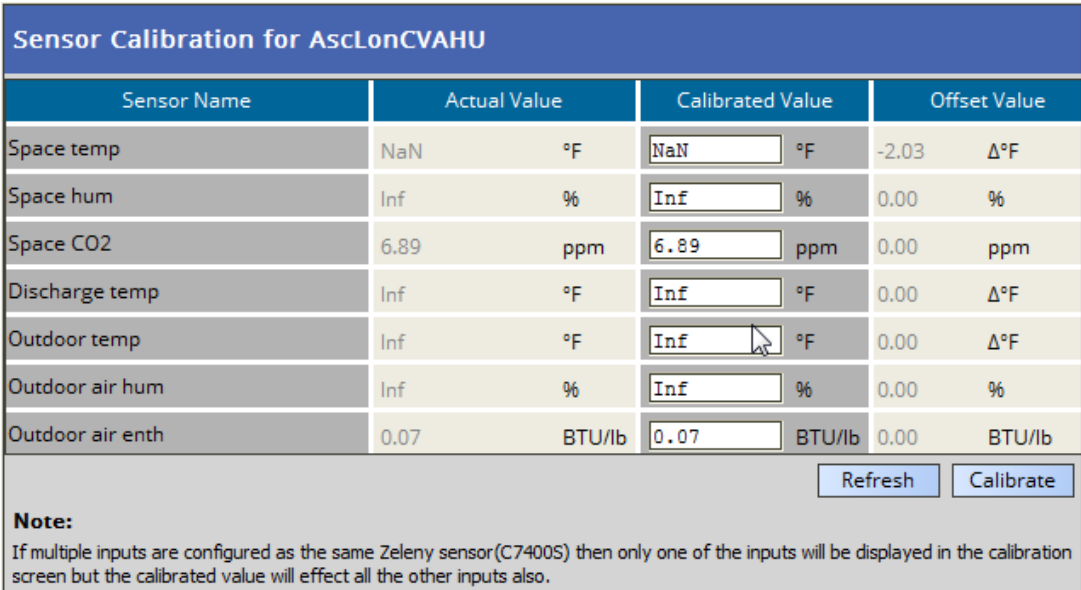 Sensor Calibration for AscLonCVAHU
Sensor Name Actual Value Calibrated Value Offset Value
Space temp NaN °F NaN °F -2.03 Δ°F
Space hum Inf % Inf % 0.00 %
Space CO2 6.89 ppm 6.89 ppm 0.00 ppm
Discharge temp Inf °F Inf °F 0.00 Δ°F
Outdoor temp Inf °F Inf °F 0.00 Δ°F
Outdoor air hum Inf % Inf % 0.00 %
Outdoor air enth 0.07 BTU/lb 0.07 BTU/lb 0.00 BTU/lb
Refresh Calibrate
Note:
If multiple inputs are configured as the same Zeleny sensor(C7400S) then only one of the inputs will be displayed in the calibration
screen but the calibrated value will effect all the other inputs also.